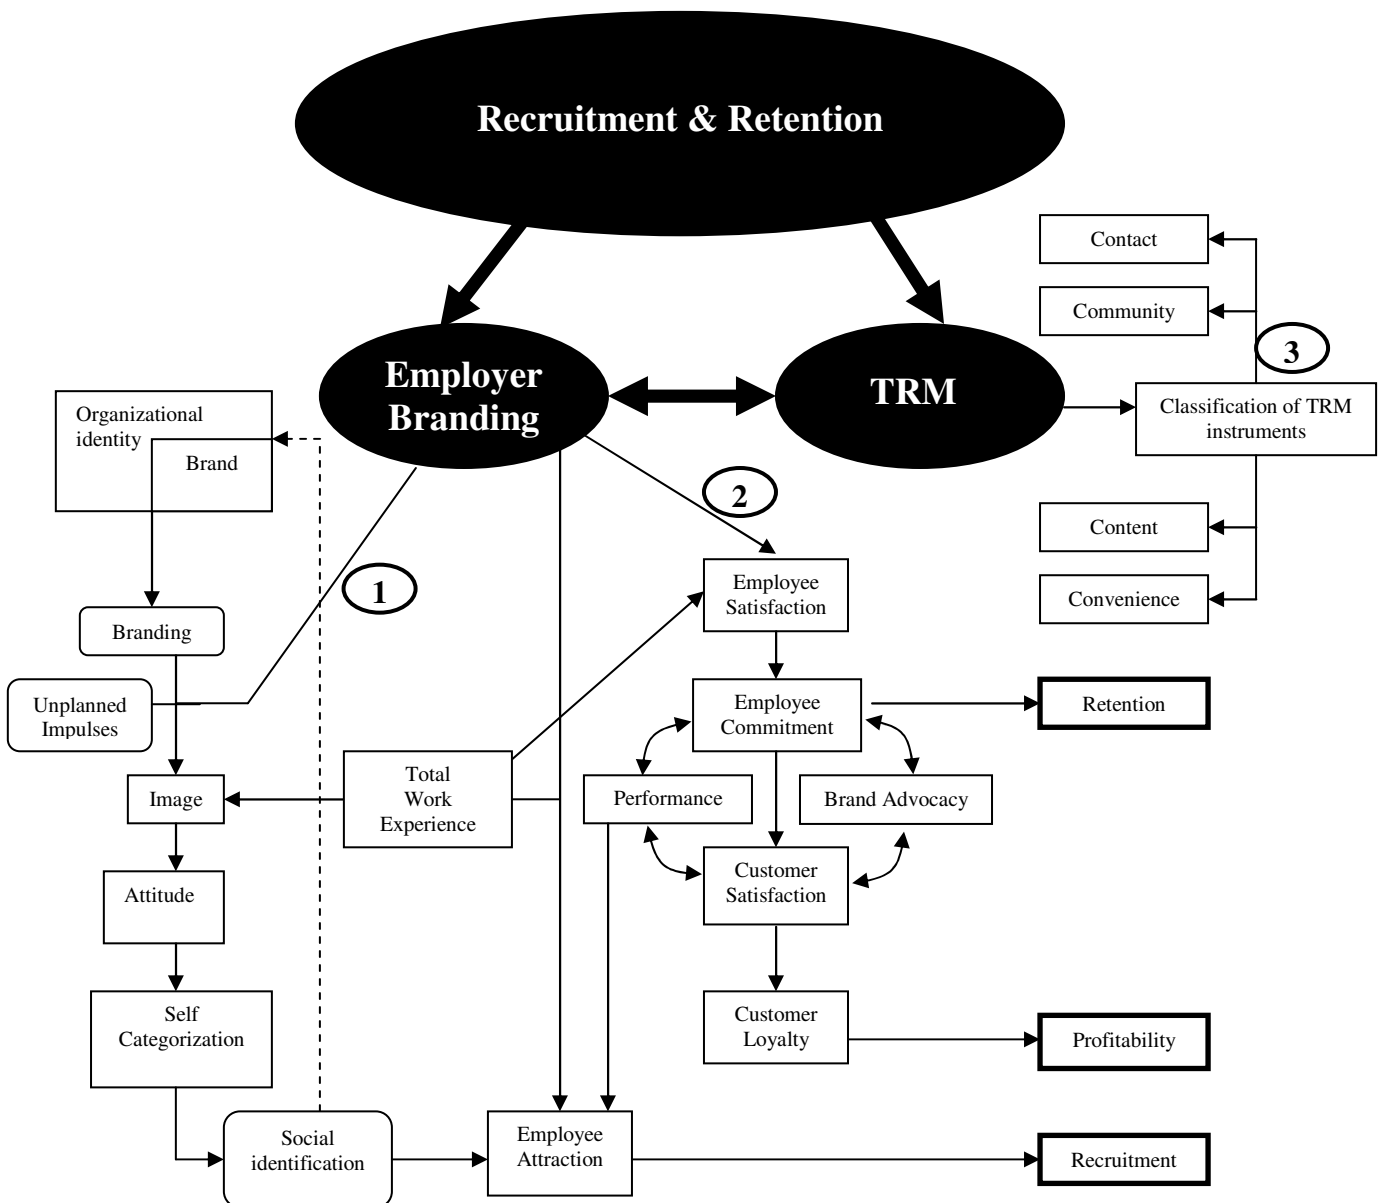 Recruitment & Retention
Contact
Community
3
Employer
Branding
TRM
Classification of TRM
instruments
Organizational
identity
Brand
2
Content
1
Employee
Satisfaction
Convenience
Branding
Unplanned
Impulses
Employee
Commitment
Retention
Total
Work
Experience
Image
Performance
Brand Advocacy
Attitude
Customer
Satisfaction
Self
Categorization
Customer
Loyalty
Profitability
Social
identification
Employee
Attraction
Recruitment